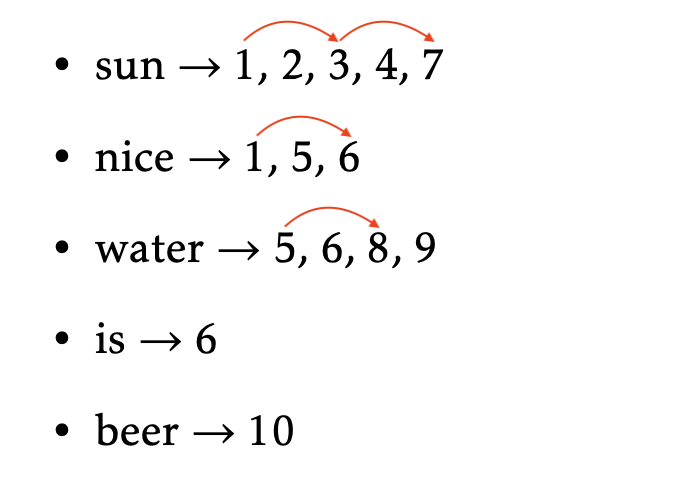 • sun → 1, 2, 3, 4, 7
• nice → 1, 5, 6
• water → 5, 6, 8, 9
• is → 6
• beer → 10